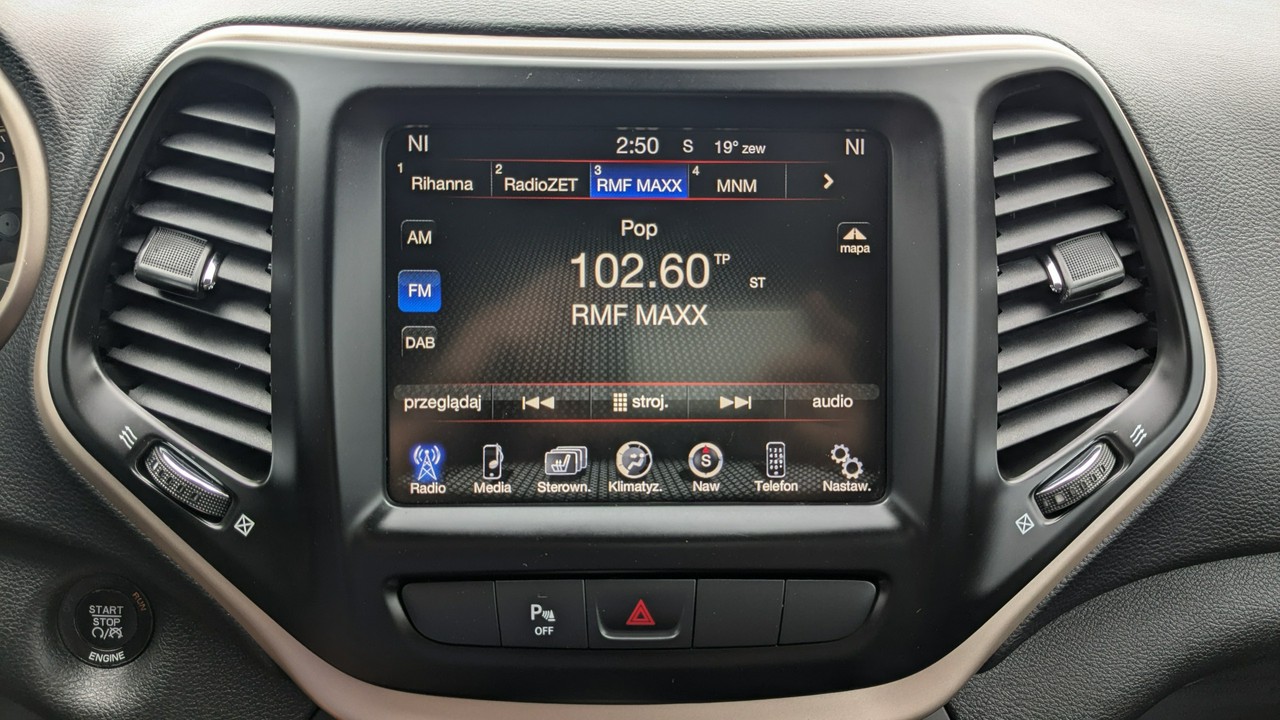 NI 2:50 S 19° zew NI
1 Rihanna 2 RadioZET 3 RMF MAXX 4 MNM
Pop
AM
mapa
102.60 TP ST
FM
RMF MAXX
DAB
przeglądaj stroj. audio
S
Radio Media Sterown. Klimatyz. Naw Telefon Nastaw.
P OFF
RUN
START
STOP
ENGINE